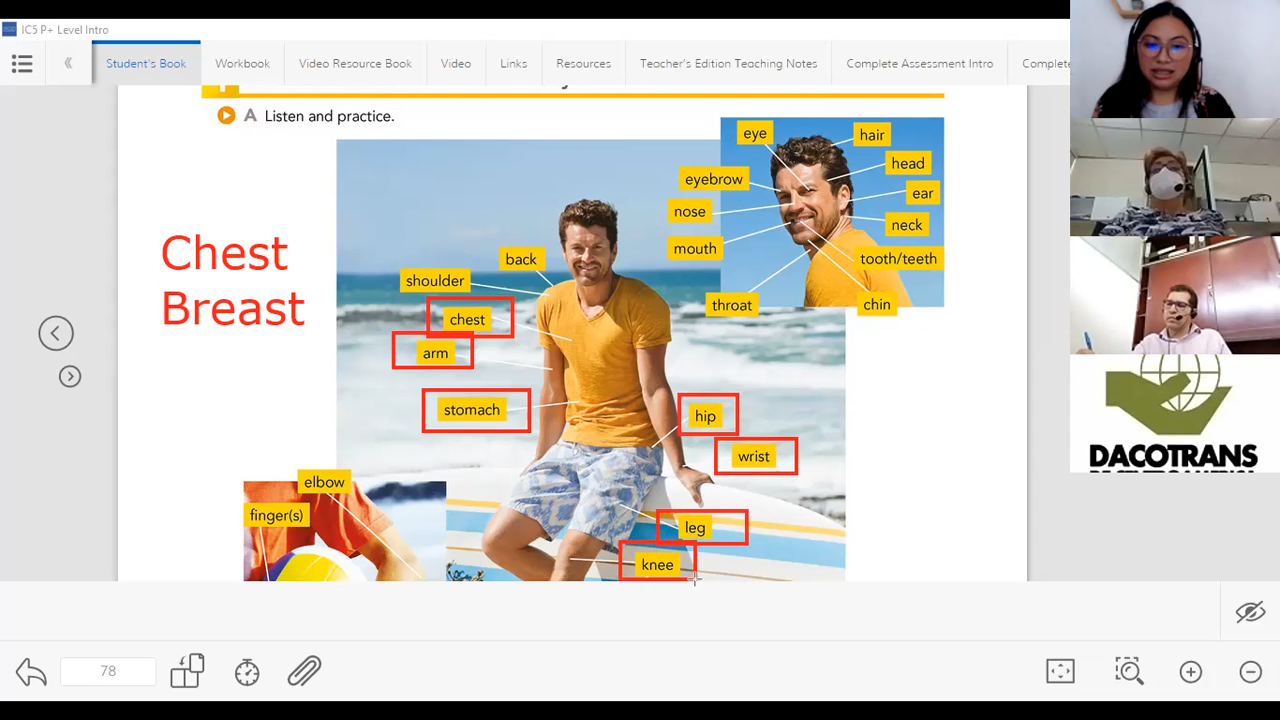 IC5 P+ Level Intro
Student's Book
Workbook
Video Resource Book
Video
Links
Resources
Teacher's Edition Teaching Notes
Complete Assessment Intro
Complete
A Listen and practice.
eye
hair
head
eyebrow
ear
nose
neck
mouth
tooth/teeth
throat
chin
Chest
Breast
back
shoulder
chest
arm
stomach
hip
wrist
leg
knee
elbow
finger(s)
78
DACOTRANS